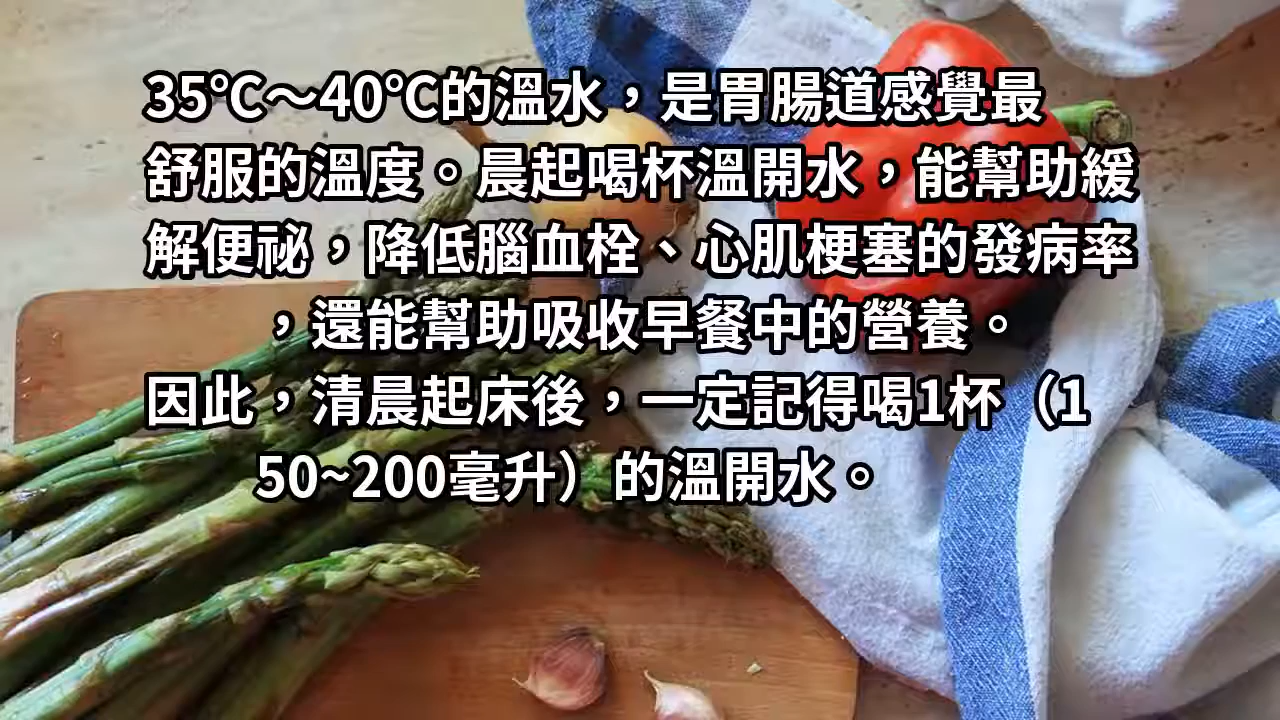 35℃～40℃的溫水，是胃腸道感覺最
舒服的溫度。晨起喝杯溫開水，能幫助緩
解便祕，降低腦血栓、心肌梗塞的發病率
，還能幫助吸收早餐中的營養。
因此，清晨起床後，一定記得喝1杯（1
50~200毫升）的溫開水。